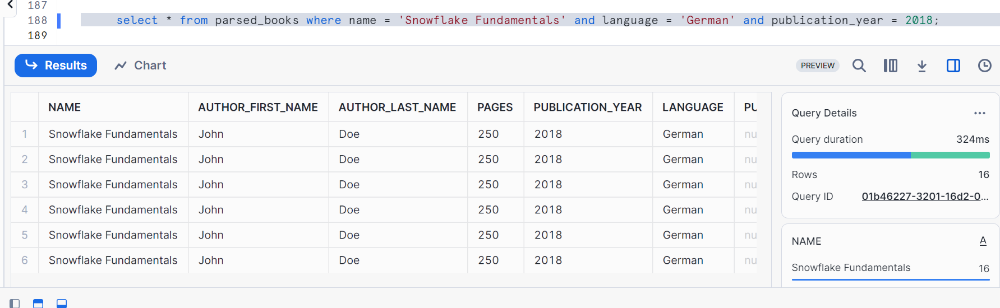 187
188 select * from parsed_books where name = 'Snowflake Fundamentals' and language = 'German' and publication_year = 2018;
189
Results Chart PREVIEW
NAME AUTHOR_FIRST_NAME AUTHOR_LAST_NAME PAGES PUBLICATION_YEAR LANGUAGE PU
1 Snowflake Fundamentals John Doe 250 2018 German nu
2 Snowflake Fundamentals John Doe 250 2018 German nu
3 Snowflake Fundamentals John Doe 250 2018 German nu
4 Snowflake Fundamentals John Doe 250 2018 German nu
5 Snowflake Fundamentals John Doe 250 2018 German nu
6 Snowflake Fundamentals John Doe 250 2018 German nu
Query Details ...
Query duration 324ms
Rows 16
Query ID 01b46227-3201-16d2-0...
NAME A
Snowflake Fundamentals 16